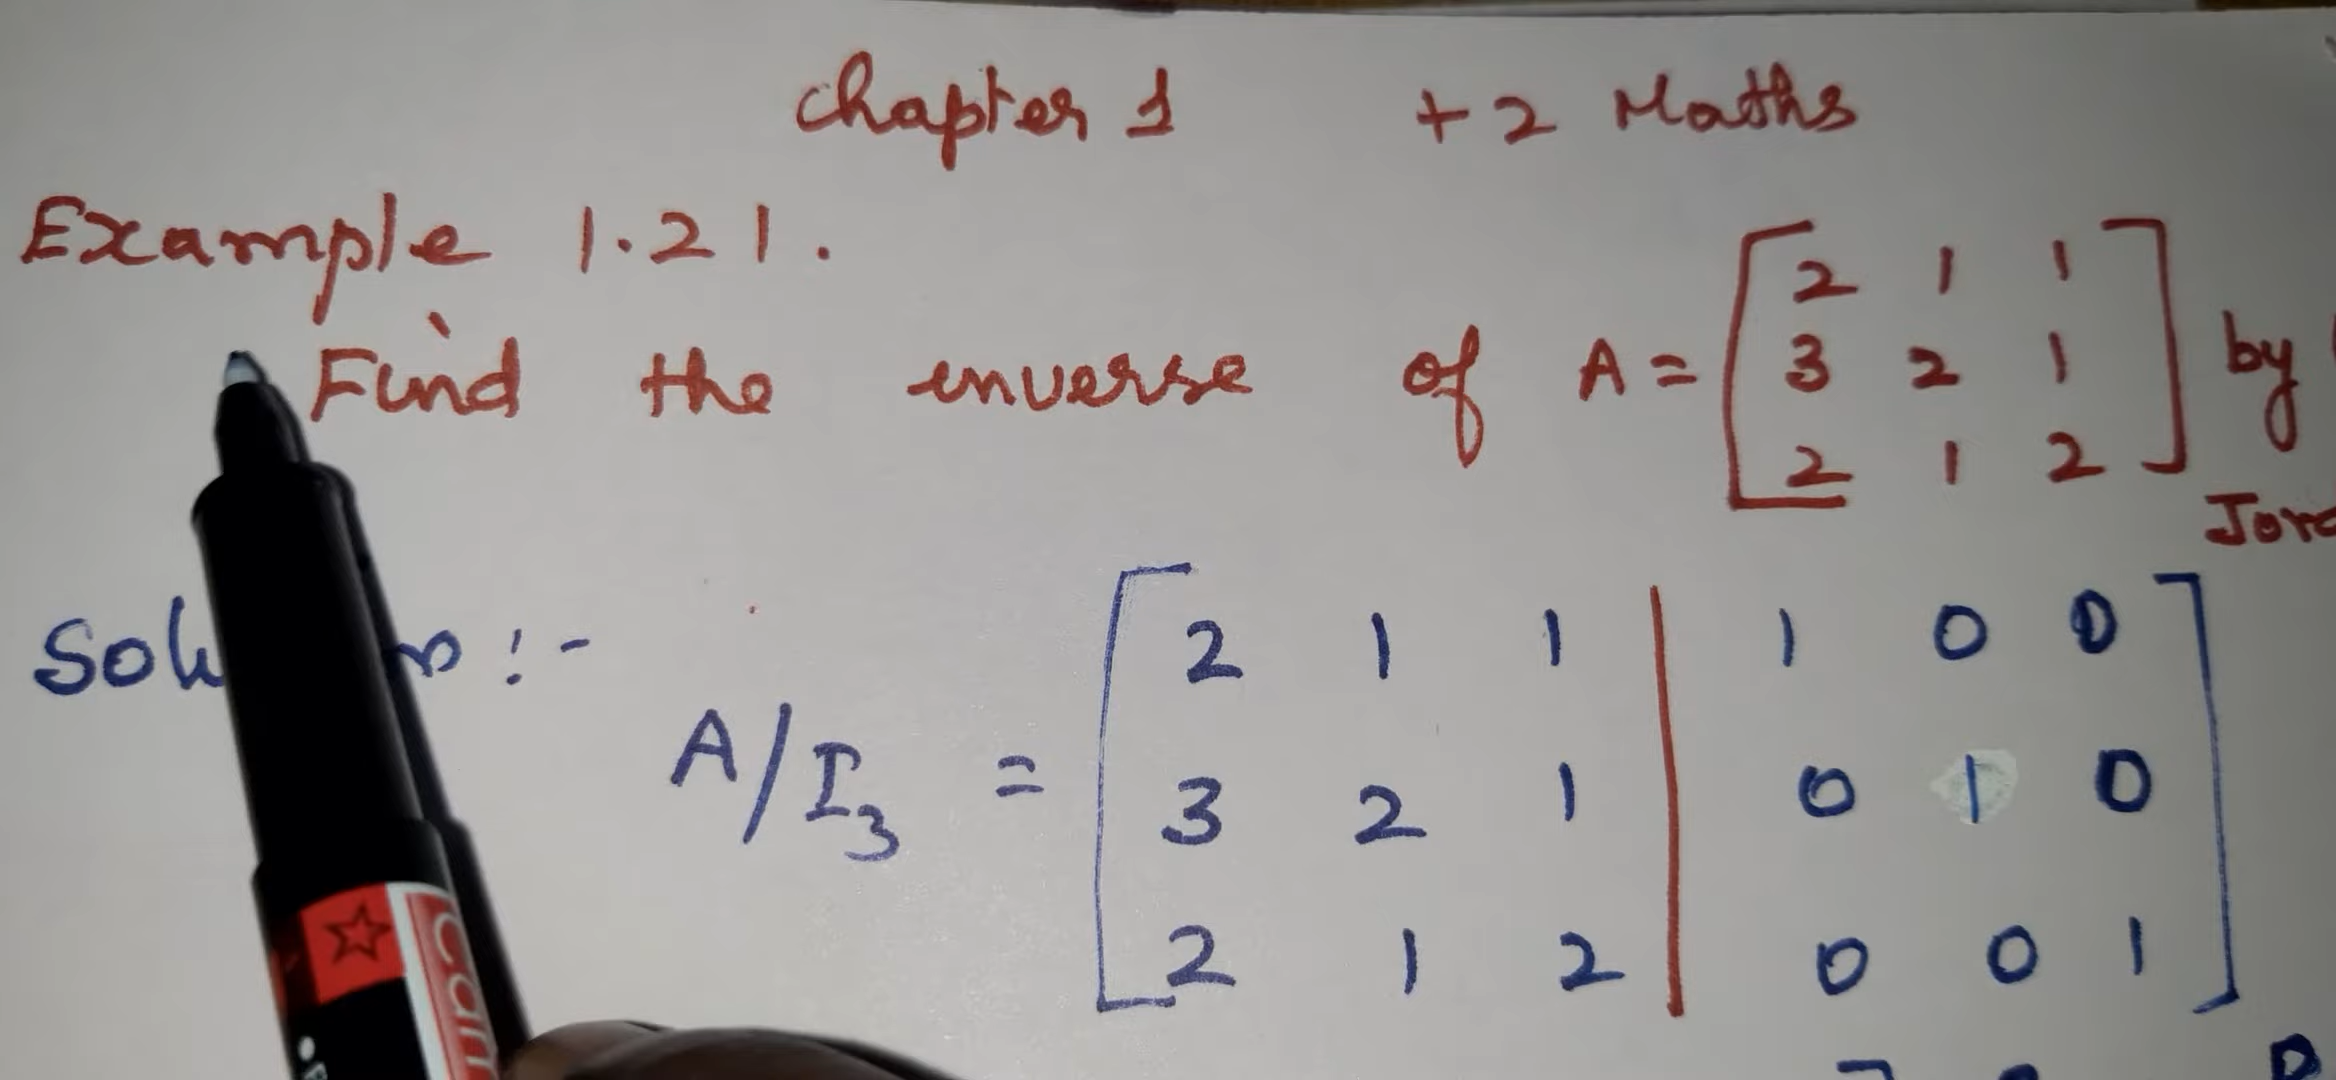 Chapter 1 +2 Maths
Example 1.21.
Find the inverse of A = [2 1 1
3 2 1
2 1 2] by
A/I₃ = [2 1 1 | 1 0 0
3 2 1 | 0 1 0
2 1 2 | 0 0 1]